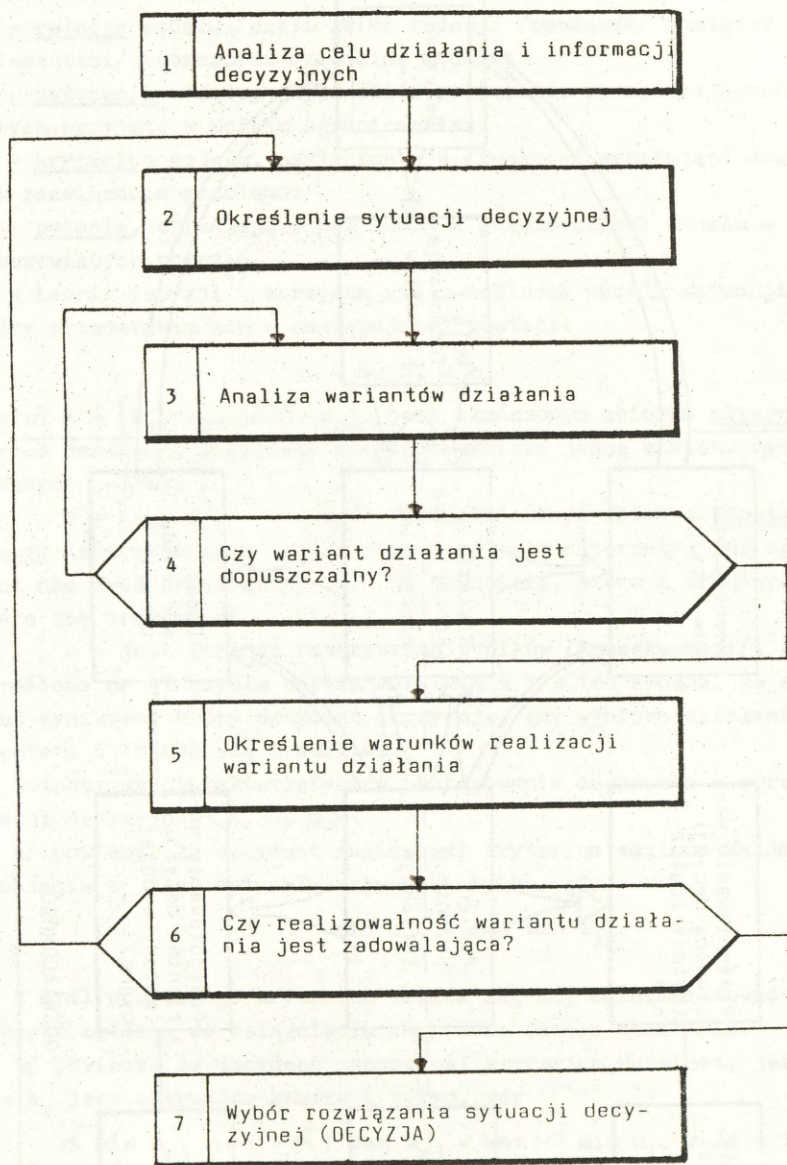 1 Analiza celu działania i informacji
decyzyjnych
2 Określenie sytuacji decyzyjnej
3 Analiza wariantów działania
4 Czy wariant działania jest
dopuszczalny?
5 Określenie warunków realizacji
wariantu działania
6 Czy realizowalność wariantu działa-
nia jest zadowalająca?
7 Wybór rozwiązania sytuacji decy-
zyjnej (DECYZJA)